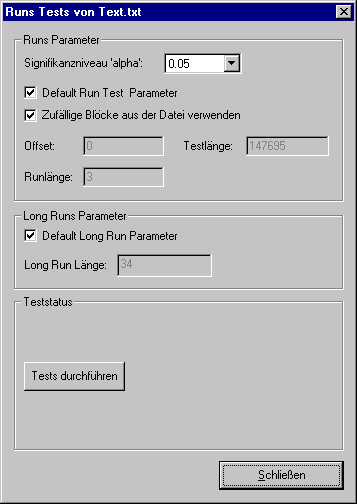 Runs Tests von Text.txt
Runs Parameter
Signifikanzniveau 'alpha': 0.05
Default Run Test Parameter
Zufällige Blöcke aus der Datei verwenden
Offset: 0 Testlänge: 147695
Runlänge: 3
Long Runs Parameter
Default Long Run Parameter
Long Run Länge: 34
Teststatus
Tests durchführen
Schließen